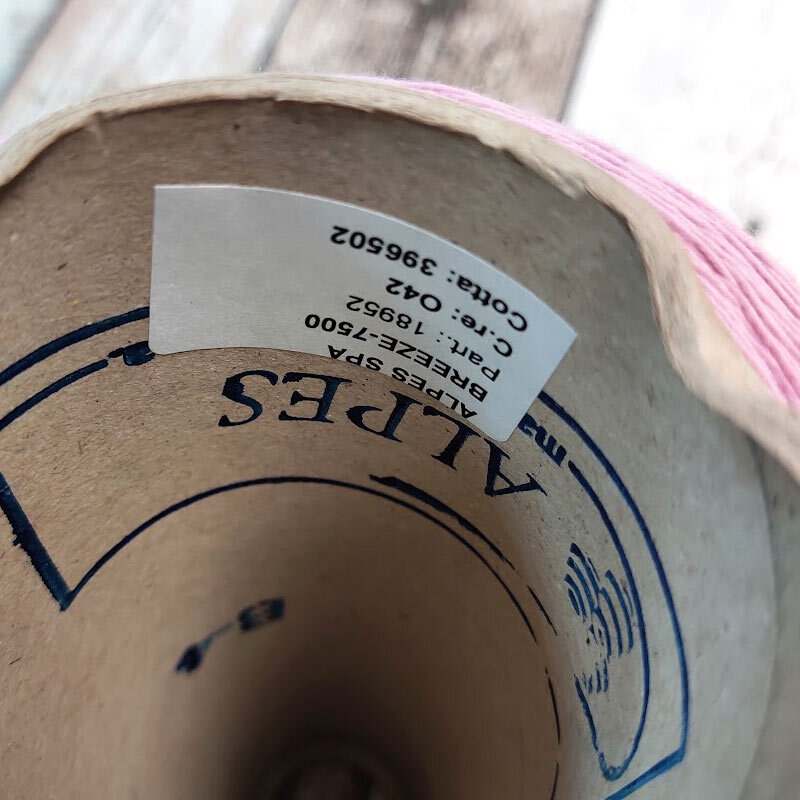 ALPES SPA
BREEZE-7500
Part.: 18952
C.re: O42
Cotta: 396502
ALPES